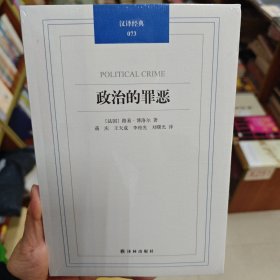 汉译经典
073
POLITICAL CRIME
政治的罪恶
[法国] 路易·博洛尔 著
蒋庆 王天成 李柏光 刘曙光 译
译林出版社